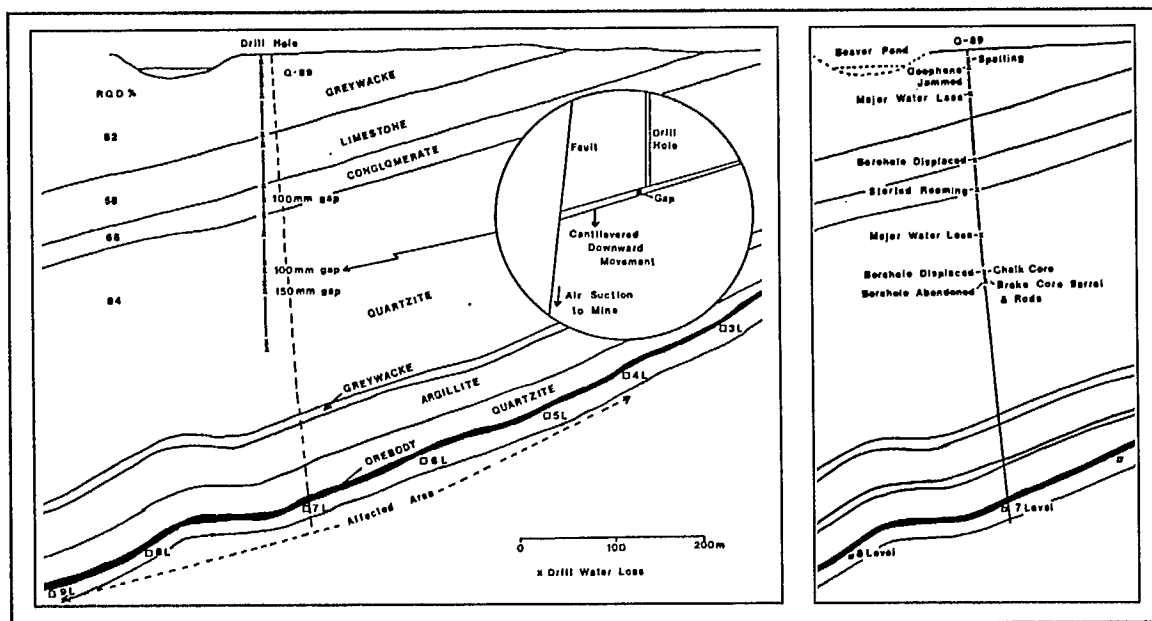 Drill Hole
Q-89
RQD %
GREYWACKE
82
LIMESTONE
CONGLOMERATE
58
100mm gap
66
100mm gap
150mm gap
84
QUARTZITE
Fault
Drill
Hole
Gap
Cantilevered
Downward
Movement
Air Suction
to Mine
GREYWACKE
ARGILLITE
QUARTZITE
OREBODY
3L
4L
5L
6L
7L
Affected Area
8L
9L
0 100 200m
x Drill Water Loss
Q-89
Beaver Pond
Spalling
Geophone
Jammed
Major Water Loss
Borehole Displaced
Started Reaming
Major Water Loss
Borehole Displaced
Chalk Core
Borehole Abandoned
Broke Core Barrel
& Rods
7 Level
8 Level